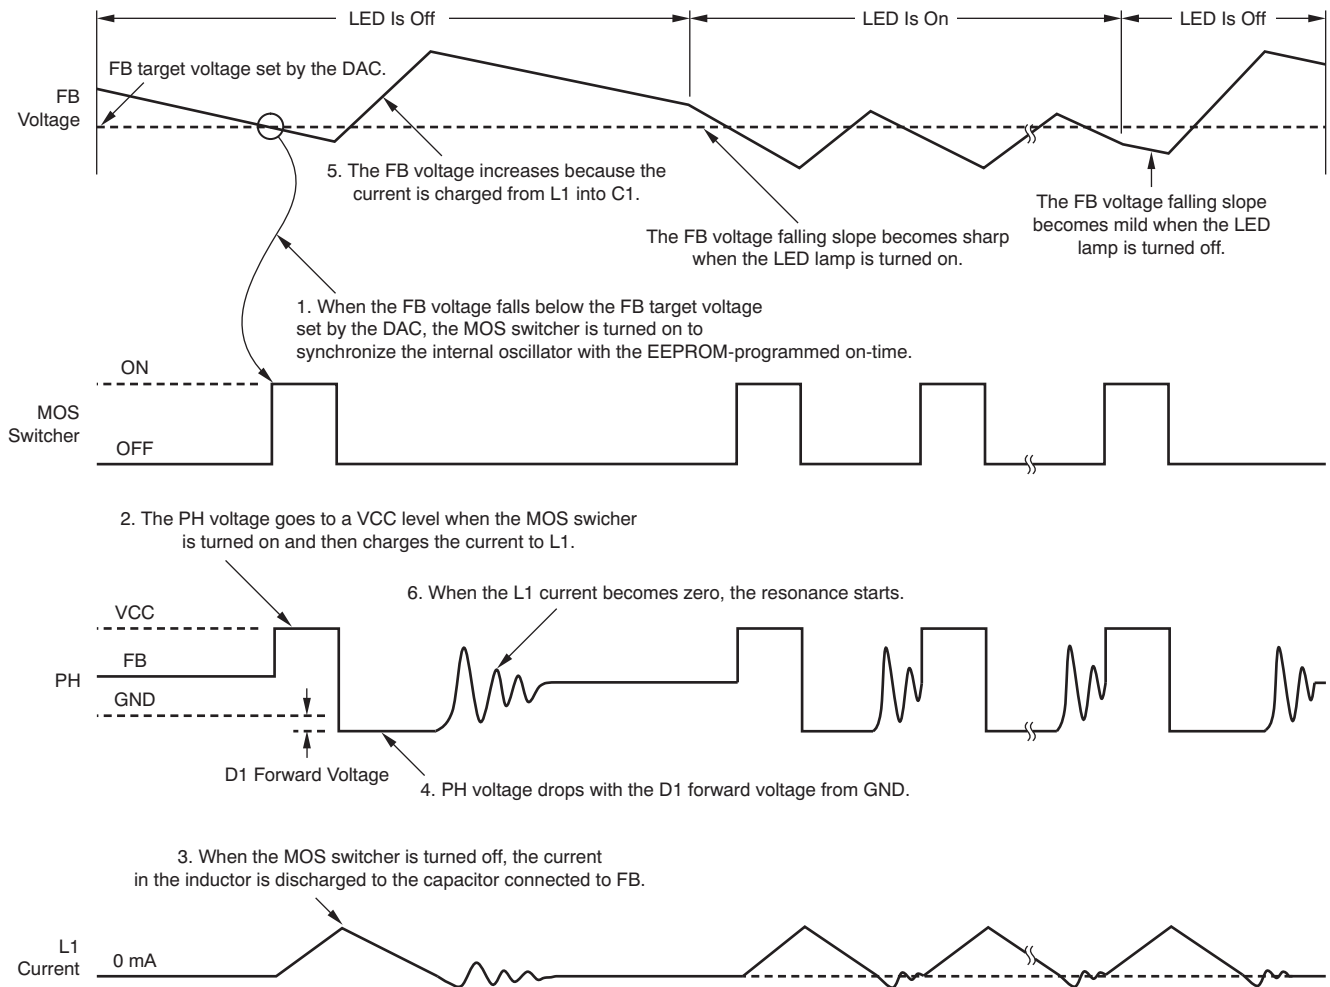 LED Is Off
LED Is On
LED Is Off
FB target voltage set by the DAC.
FB
Voltage
5. The FB voltage increases because the
current is charged from L1 into C1.
The FB voltage falling slope becomes sharp
when the LED lamp is turned on.
The FB voltage falling slope
becomes mild when the LED
lamp is turned off.
1. When the FB voltage falls below the FB target voltage
set by the DAC, the MOS switcher is turned on to
synchronize the internal oscillator with the EEPROM-programmed on-time.
ON
MOS
Switcher
OFF
2. The PH voltage goes to a VCC level when the MOS swicher
is turned on and then charges the current to L1.
6. When the L1 current becomes zero, the resonance starts.
VCC
FB
PH
GND
D1 Forward Voltage
4. PH voltage drops with the D1 forward voltage from GND.
3. When the MOS switcher is turned off, the current
in the inductor is discharged to the capacitor connected to FB.
L1
Current
0 mA